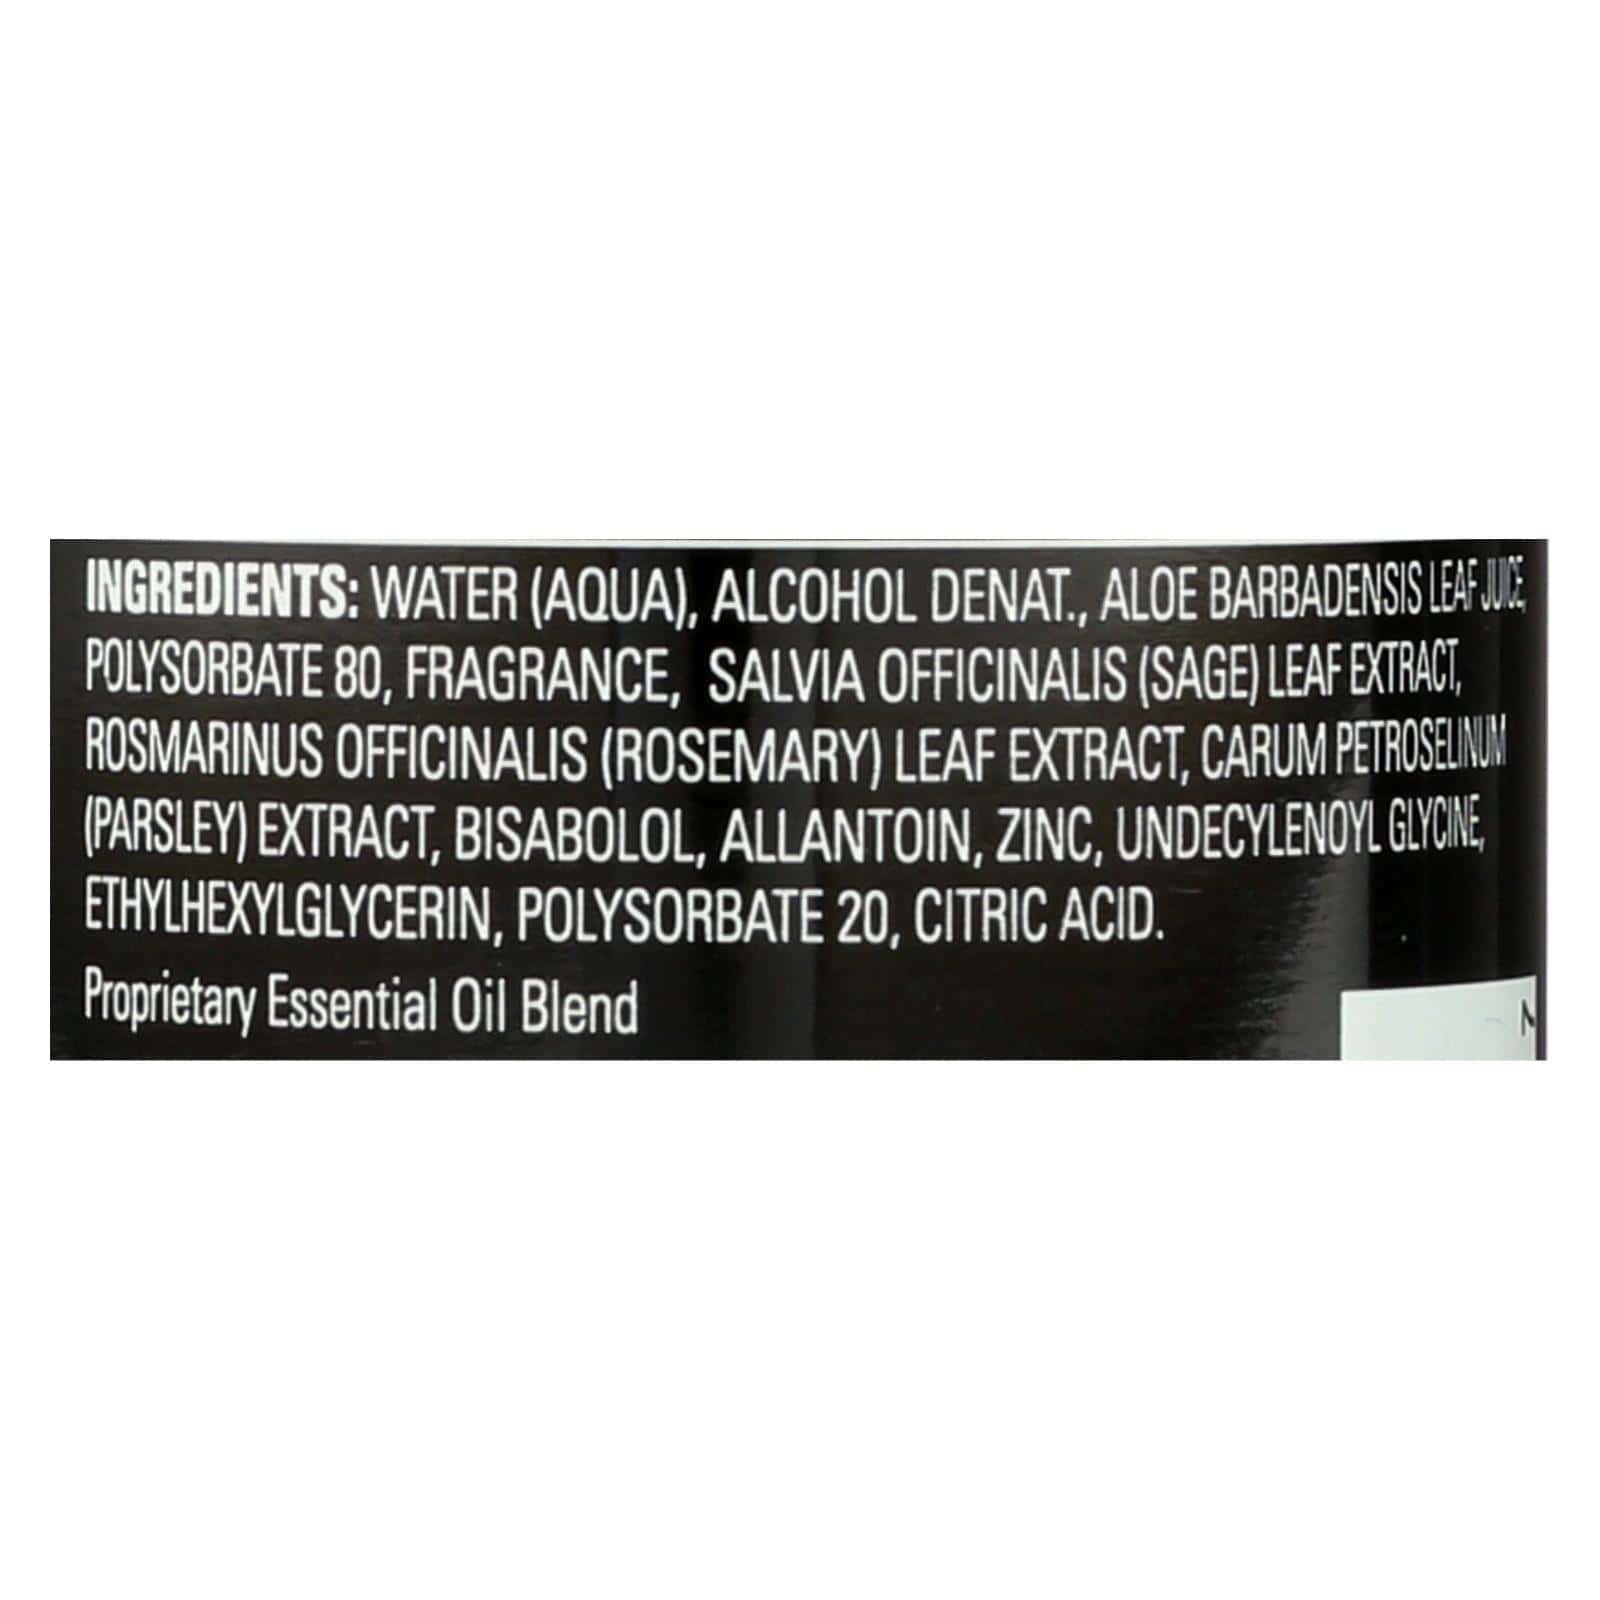 INGREDIENTS: WATER (AQUA), ALCOHOL DENAT., ALOE BARBADENSIS LEAF JUICE,
POLYSORBATE 80, FRAGRANCE, SALVIA OFFICINALIS (SAGE) LEAF EXTRACT,
ROSMARINUS OFFICINALIS (ROSEMARY) LEAF EXTRACT, CARUM PETROSELINUM
(PARSLEY) EXTRACT, BISABOLOL, ALLANTOIN, ZINC, UNDECYLENOYL GLYCINE,
ETHYLHEXYLGLYCERIN, POLYSORBATE 20, CITRIC ACID.
Proprietary Essential Oil Blend